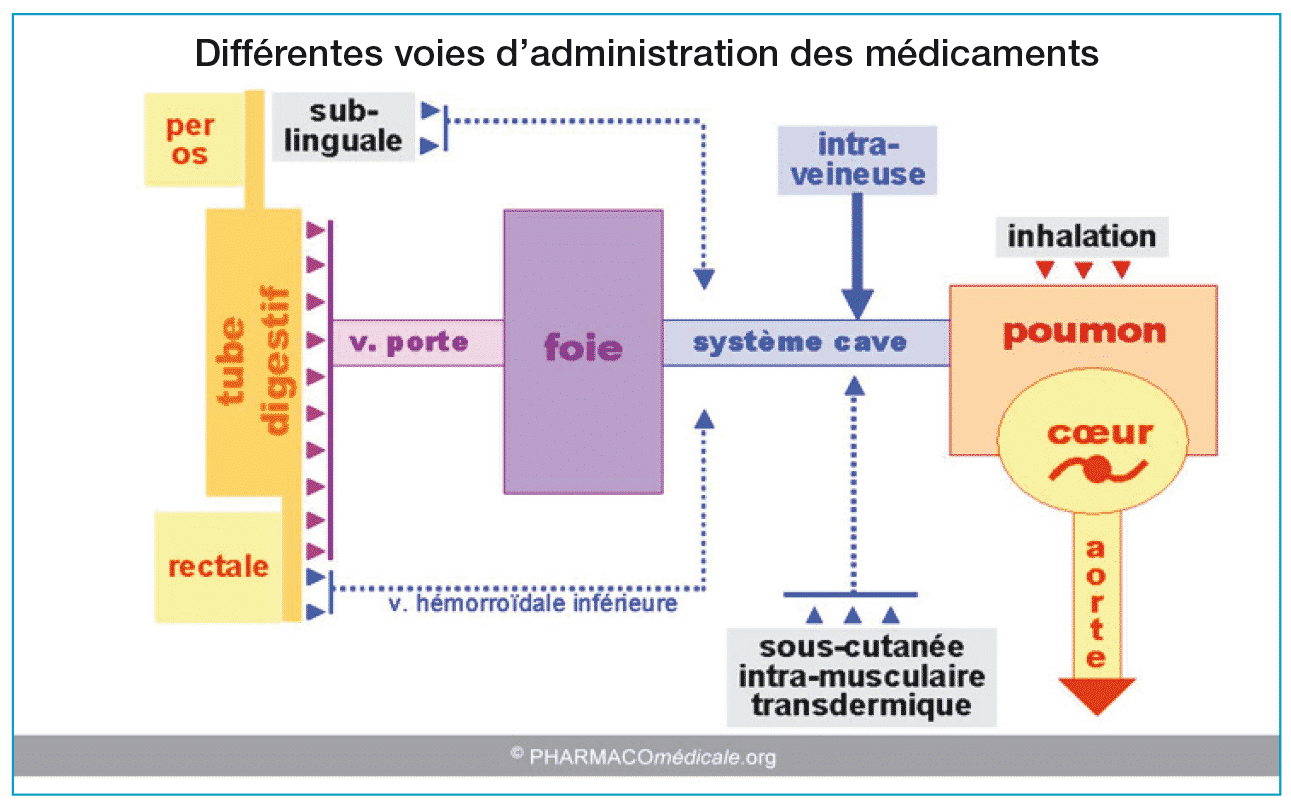 Différentes voies d'administration des médicaments
per
os
sub-
linguale
intra-
veineuse
inhalation
tube
digestif
v. porte
foie
système cave
poumon
cœur
rectale
v. hémorroïdale inférieure
sous-cutanée
intra-musculaire
transdermique
aorte
© PHARMACOmédicale.org